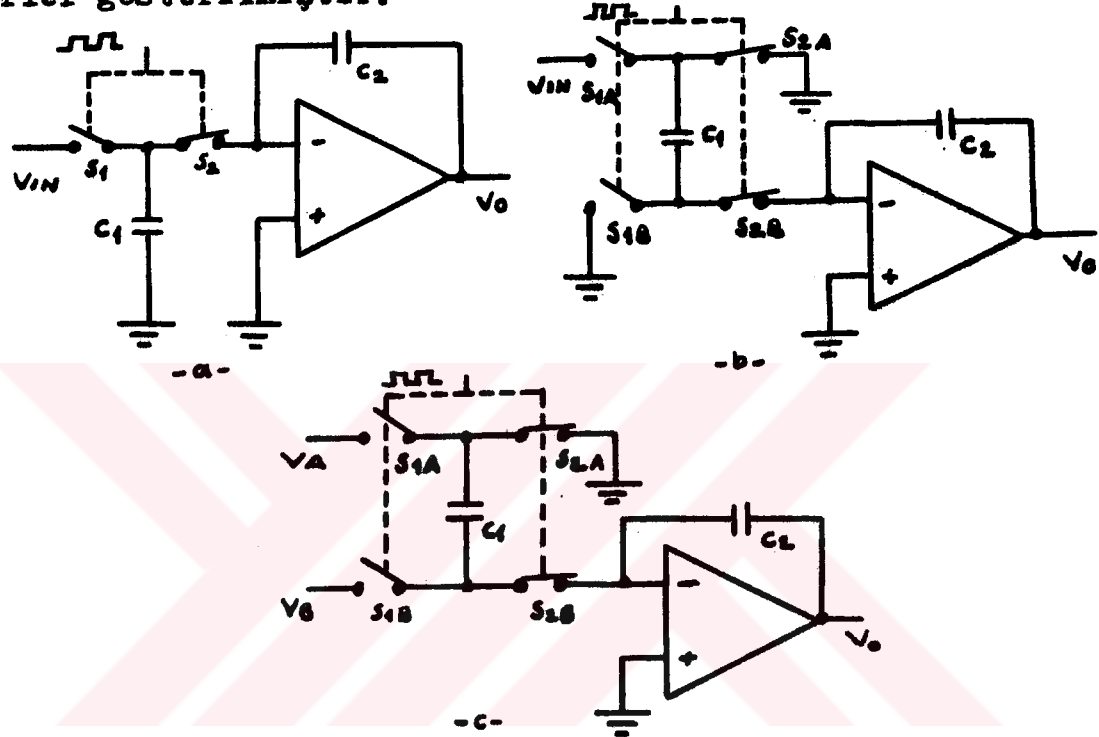 VIN
S1
S2
C1
C2
-
+
VO
-a-
VIN
S1A
S2A
C1
S1B
S2B
C2
-
+
VO
-b-
VA
S1A
S2A
C1
VB
S1B
S2B
C2
-
+
Vo
-c-